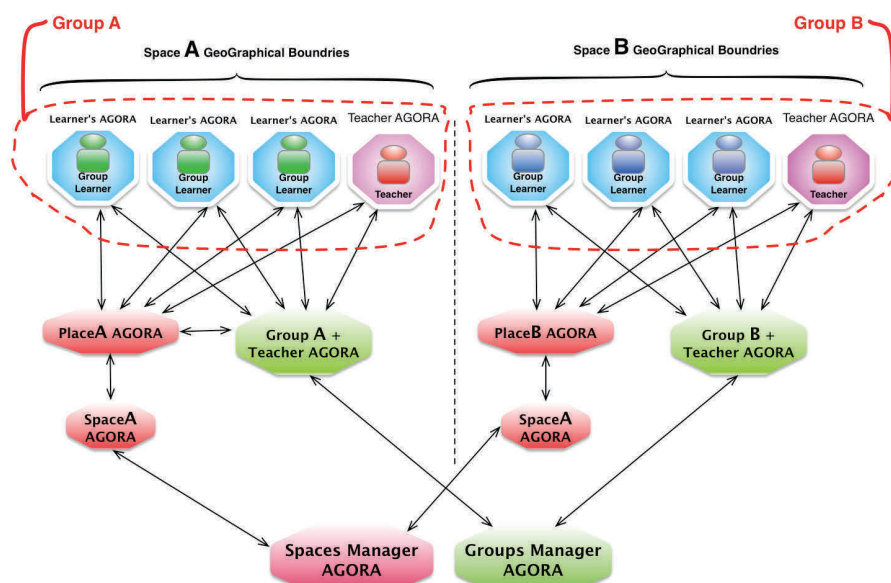 Group A
Group B
Space A GeoGraphical Boundries
Space B GeoGraphical Boundries
Learner's AGORA
Learner's AGORA
Learner's AGORA
Teacher AGORA
Learner's AGORA
Learner's AGORA
Learner's AGORA
Teacher AGORA
Group
Learner
Group
Learner
Group
Learner
Teacher
Group
Learner
Group
Learner
Group
Learner
Teacher
PlaceA AGORA
Group A +
Teacher AGORA
PlaceB AGORA
Group B +
Teacher AGORA
SpaceA
AGORA
SpaceA
AGORA
Spaces Manager
AGORA
Groups Manager
AGORA